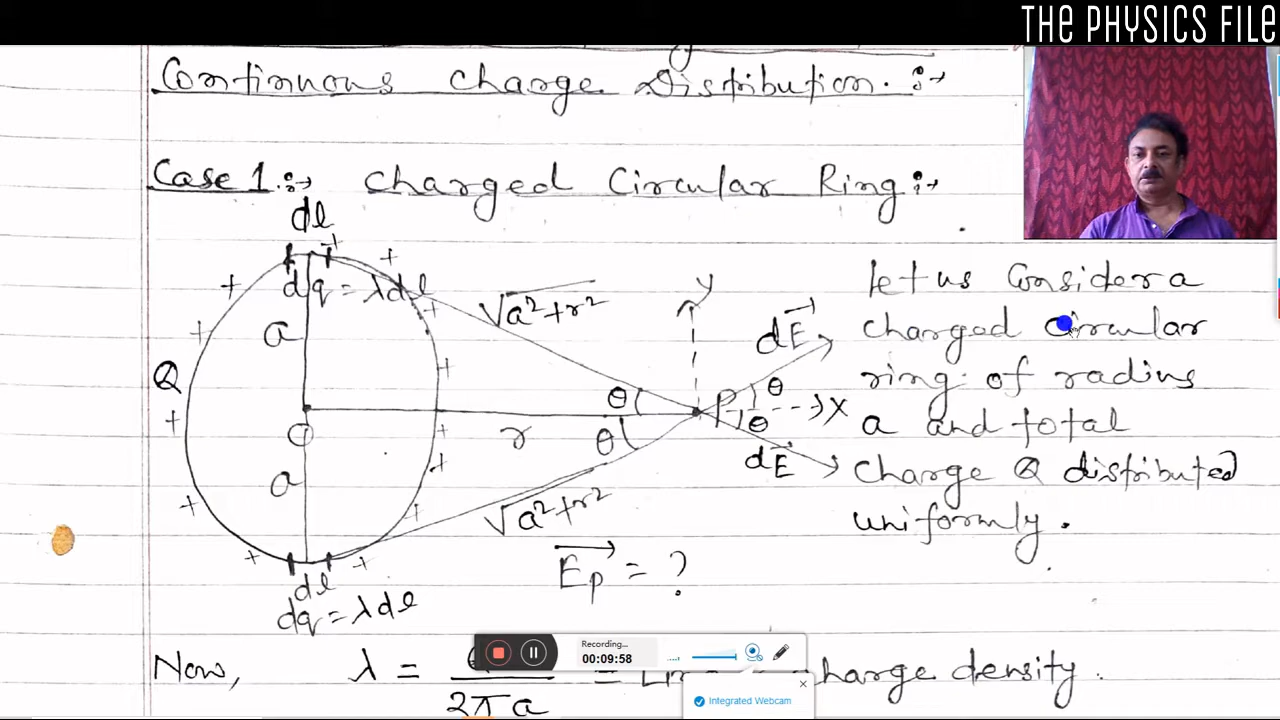 THE PHYSICS FILE
Continuous Charge Distribution :→
Case 1 :→ Charged Circular Ring :→
dl
dq = λdl
a
√a²+r²
Y
dE
Q
θ
θ
P
X
O
r
θ
θ
dE
a
√a²+r²
Ep = ?
dl
dq = λdl
let us Consider a
charged circular
ring of radius
a and total
Charge Q distributed
uniformly.
Now, λ = Q/2πa = charge density.
Recording...
00:09:58
Integrated Webcam